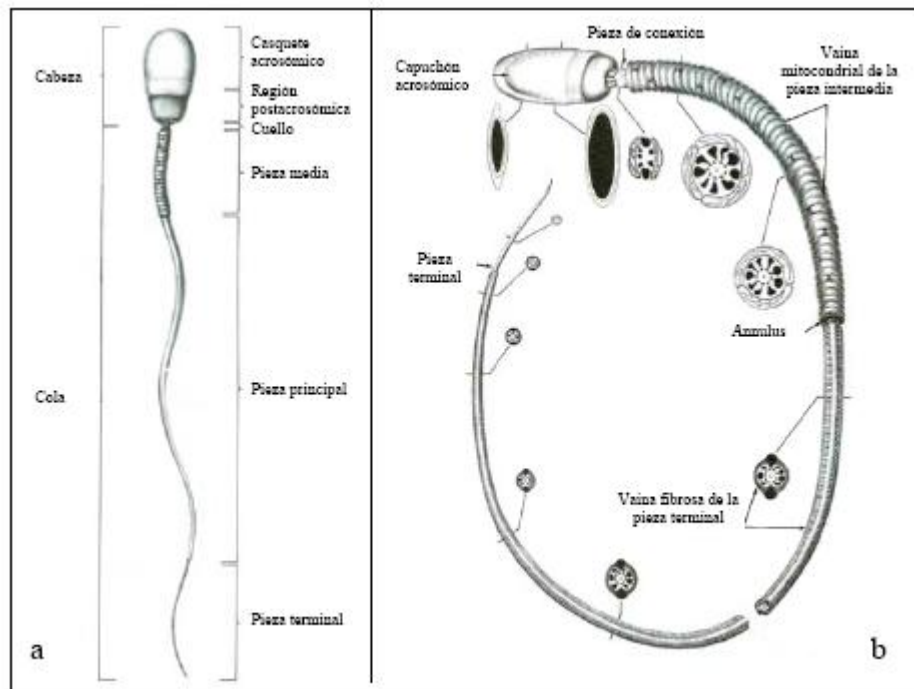 Cabeza
Casquete
acrosómico
Región
postacrosómica
Cuello
Pieza media
Cola
Pieza principal
Pieza terminal
a
Pieza de conexión
Capuchón
acrosómico
Vaina
mitocondrial de la
pieza intermedia
Pieza
terminal
Annulus
Vaina fibrosa de la
pieza terminal
b